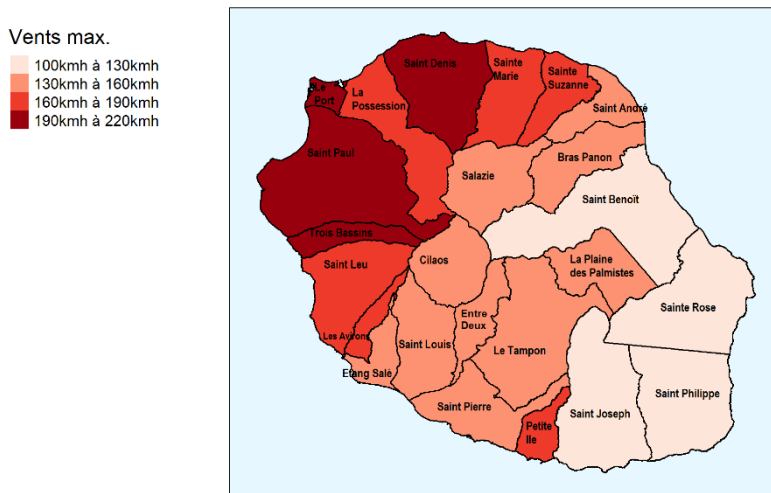 Vents max.
100kmh à 130kmh
130kmh à 160kmh
160kmh à 190kmh
190kmh à 220kmh
Saint Denis
Sainte
Marie
Sainte
Suzanne
Le
Port
La
Possession
Saint André
Saint Paul
Salazie
Bras Panon
Saint Benoït
Trois Bassins
Saint Leu
Cilaos
La Plaine
des Palmistes
Sainte Rose
Entre
Deux
Les Avirons
Saint Louis
Le Tampon
Etang Salé
Saint Pierre
Petite
Ile
Saint Joseph
Saint Philippe